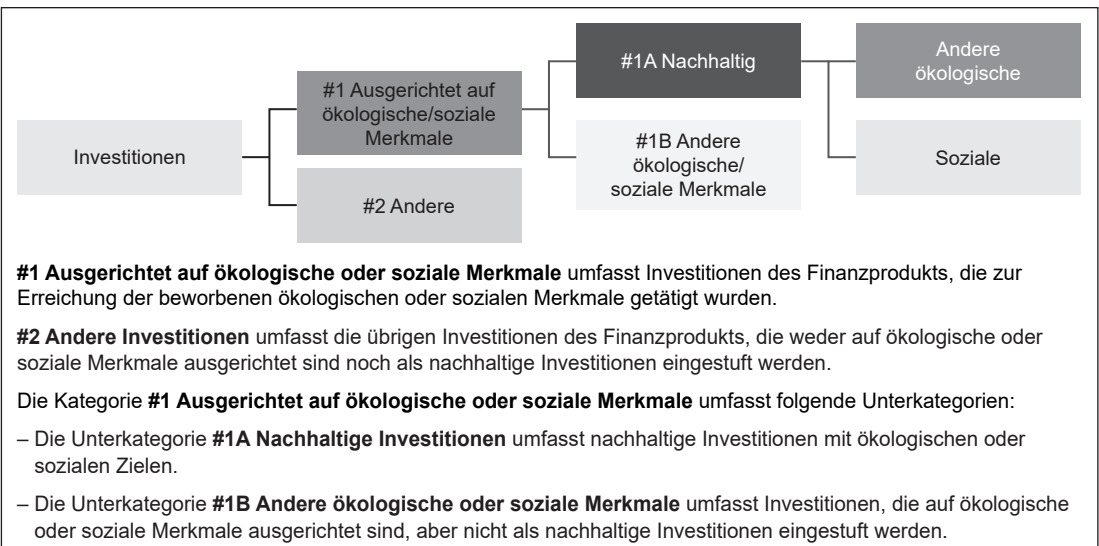 Investitionen
#1 Ausgerichtet auf
ökologische/soziale
Merkmale
#2 Andere
#1A Nachhaltig
#1B Andere
ökologische/
soziale Merkmale
Andere
ökologische
Soziale
#1 Ausgerichtet auf ökologische oder soziale Merkmale umfasst Investitionen des Finanzprodukts, die zur
Erreichung der beworbenen ökologischen oder sozialen Merkmale getätigt wurden.
#2 Andere Investitionen umfasst die übrigen Investitionen des Finanzprodukts, die weder auf ökologische oder
soziale Merkmale ausgerichtet sind noch als nachhaltige Investitionen eingestuft werden.
Die Kategorie #1 Ausgerichtet auf ökologische oder soziale Merkmale umfasst folgende Unterkategorien:
– Die Unterkategorie #1A Nachhaltige Investitionen umfasst nachhaltige Investitionen mit ökologischen oder
sozialen Zielen.
– Die Unterkategorie #1B Andere ökologische oder soziale Merkmale umfasst Investitionen, die auf ökologische
oder soziale Merkmale ausgerichtet sind, aber nicht als nachhaltige Investitionen eingestuft werden.